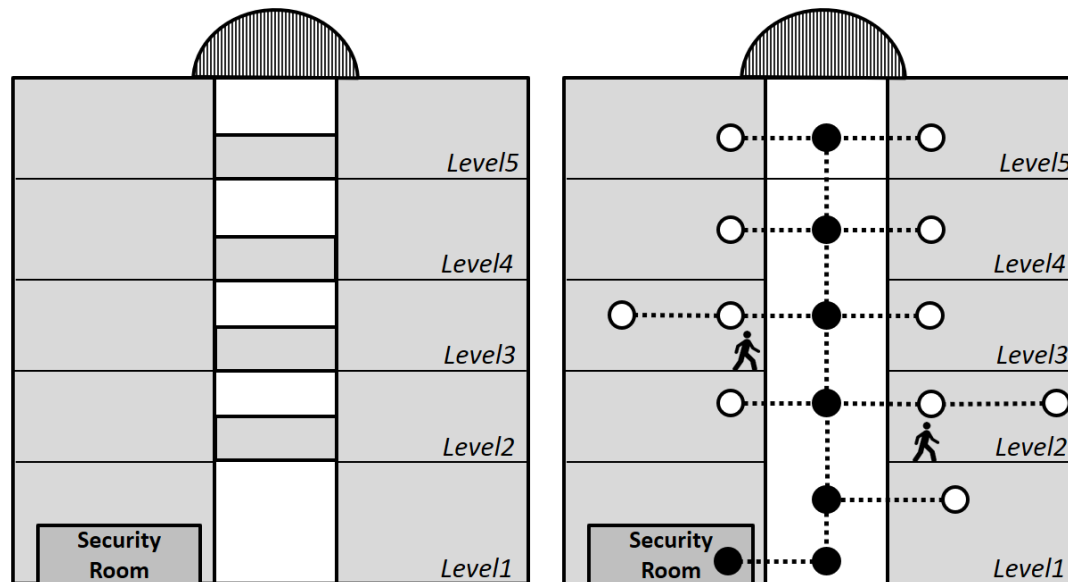 Level5
Level4
Level3
Level2
Security
Room
Level1
Level5
Level4
Level3
Level2
Security
Room
Level1